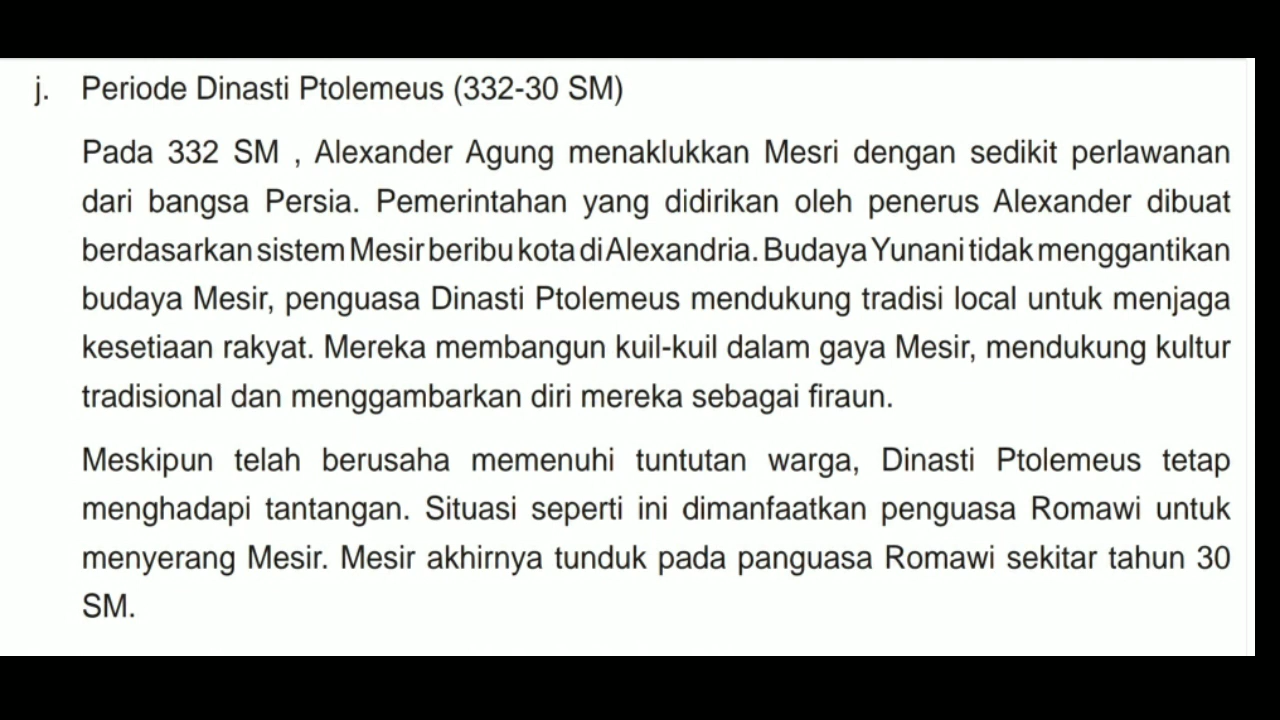 j. Periode Dinasti Ptolemeus (332-30 SM)
Pada 332 SM , Alexander Agung menaklukkan Mesri dengan sedikit perlawanan
dari bangsa Persia. Pemerintahan yang didirikan oleh penerus Alexander dibuat
berdasarkan sistem Mesir beribu kota di Alexandria. Budaya Yunani tidak menggantikan
budaya Mesir, penguasa Dinasti Ptolemeus mendukung tradisi local untuk menjaga
kesetiaan rakyat. Mereka membangun kuil-kuil dalam gaya Mesir, mendukung kultur
tradisional dan menggambarkan diri mereka sebagai firaun.
Meskipun telah berusaha memenuhi tuntutan warga, Dinasti Ptolemeus tetap
menghadapi tantangan. Situasi seperti ini dimanfaatkan penguasa Romawi untuk
menyerang Mesir. Mesir akhirnya tunduk pada panguasa Romawi sekitar tahun 30
SM.